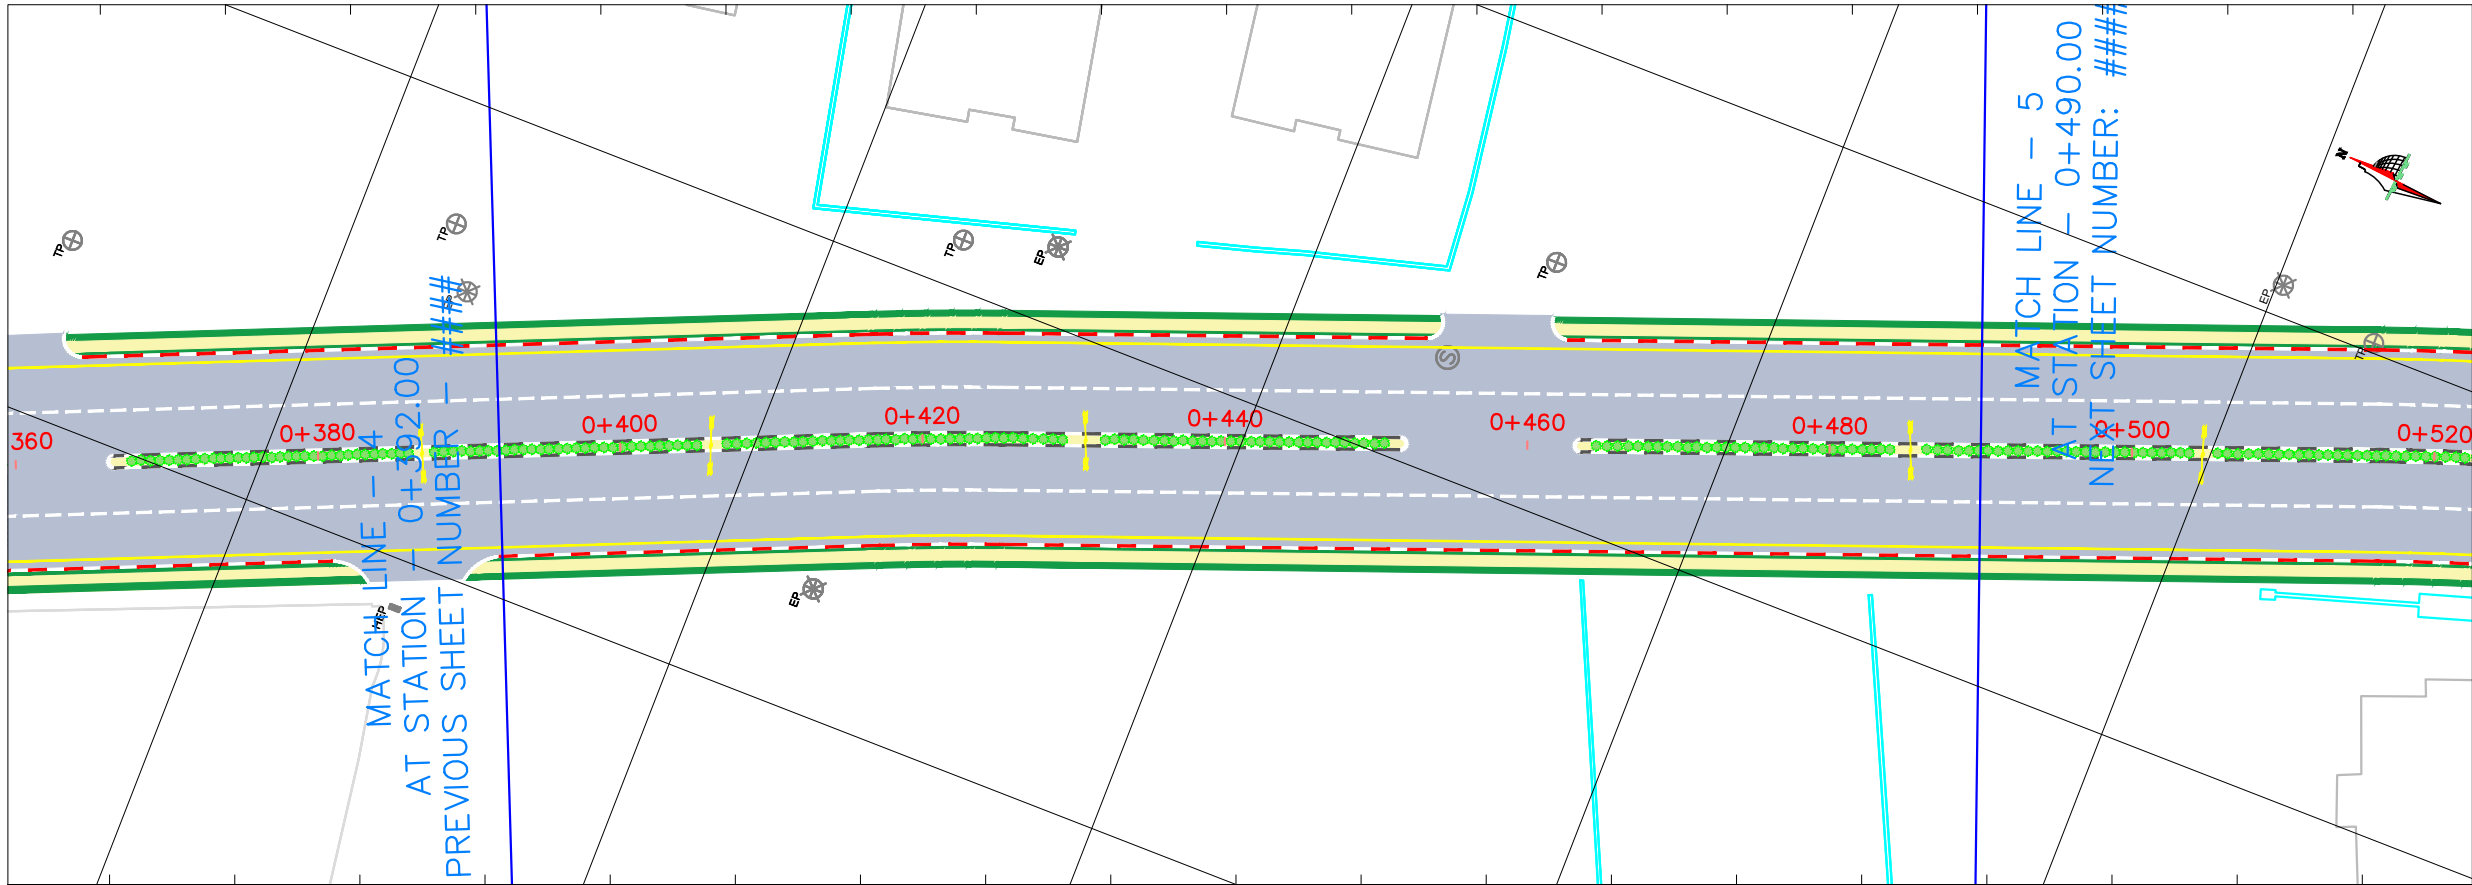 MATCH LINE - 4
AT STATION - 0+392.00
PREVIOUS SHEET NUMBER - ####
MATCH LINE - 5
AT STATION - 0+490.00
NEXT SHEET NUMBER: ###
N
TP
TP
TP
EP
TP
EP
EP
TP
S
360
0+380
0+400
0+420
0+440
0+460
0+480
0+500
0+520
EP